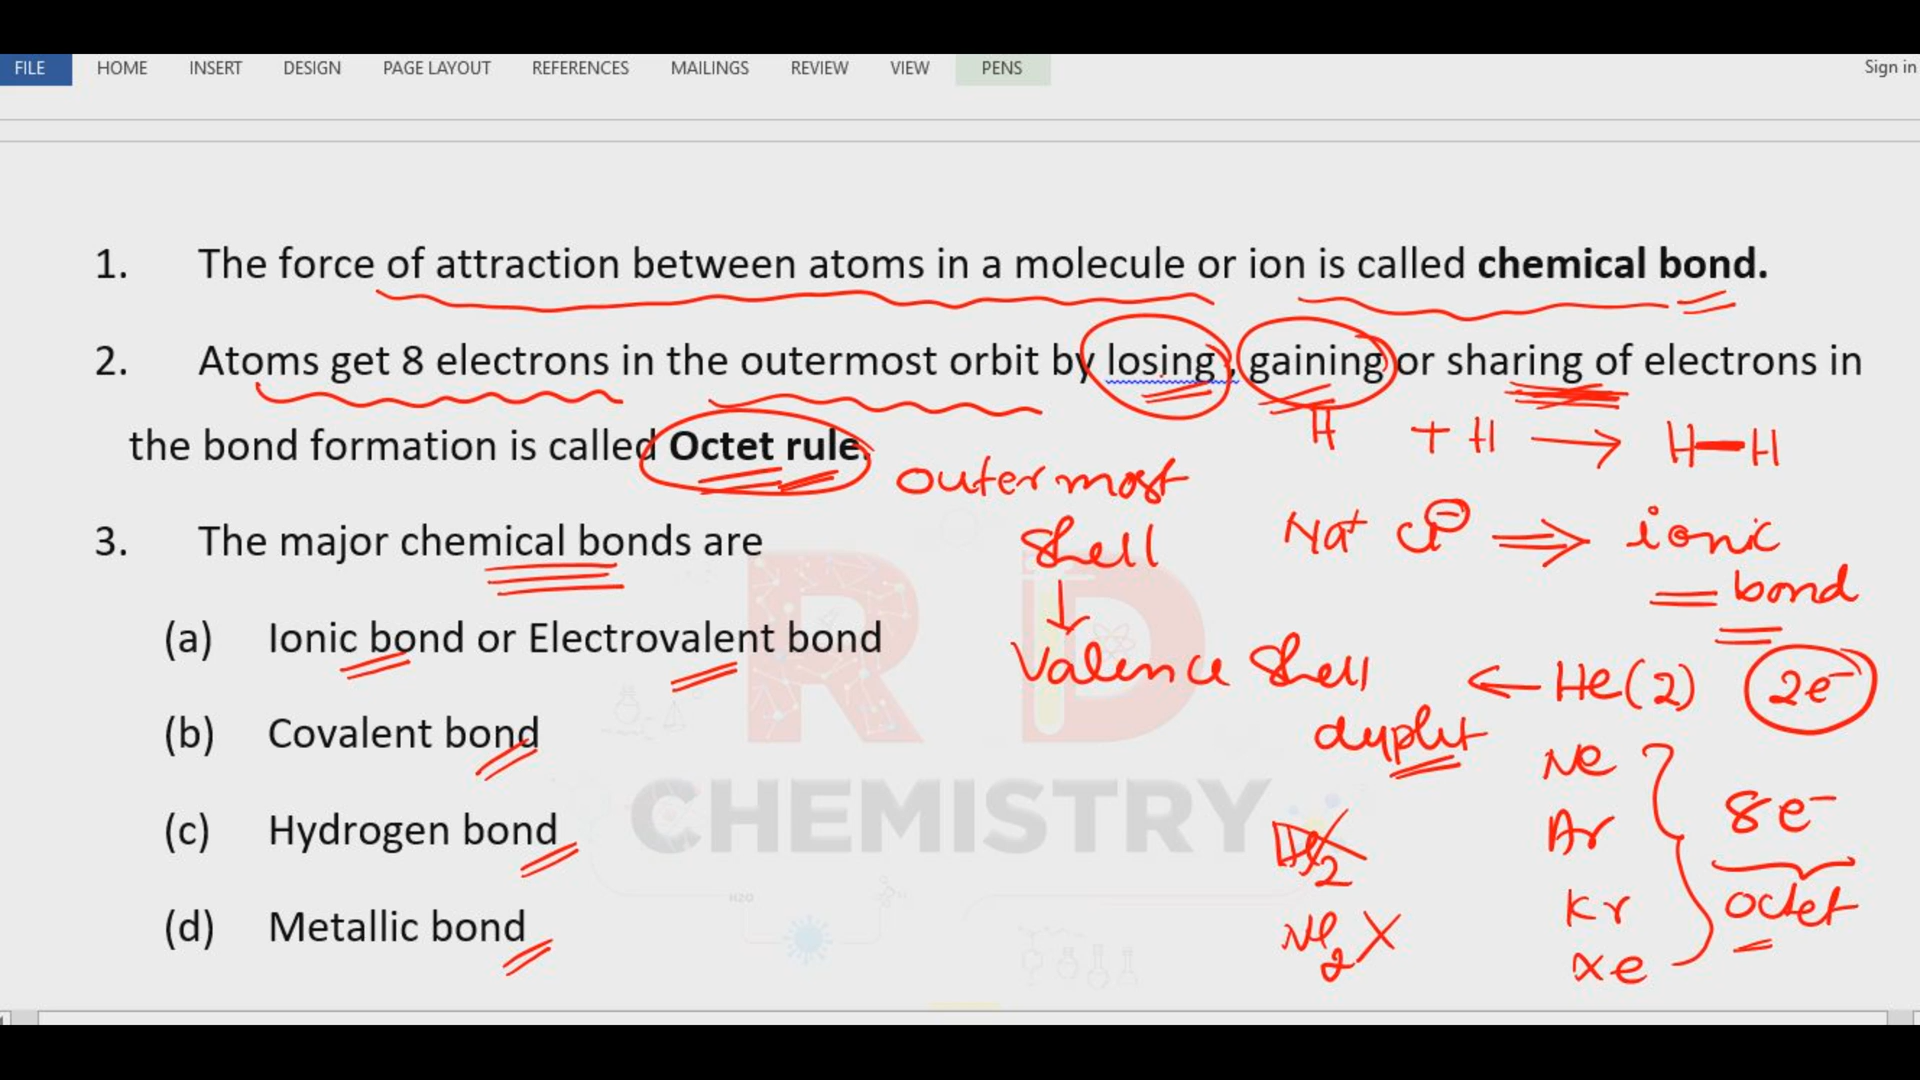 FILE HOME INSERT DESIGN PAGE LAYOUT REFERENCES MAILINGS REVIEW VIEW PENS Sign in
1. The force of attraction between atoms in a molecule or ion is called chemical bond.
2. Atoms get 8 electrons in the outermost orbit by losing , gaining or sharing of electrons in
the bond formation is called Octet rule.
H + H → H—H
outermost
shell
↓
Valence shell
Na⁺ Cl⊖ ⇒ ionic
bond
3. The major chemical bonds are
(a) Ionic bond or Electrovalent bond
(b) Covalent bond
(c) Hydrogen bond
(d) Metallic bond
← He(2) 2e⁻
duplet
Ne
Ar
Kr
Xe
8e⁻
octet
Ne₂ X
R D
CHEMISTRY
H2O